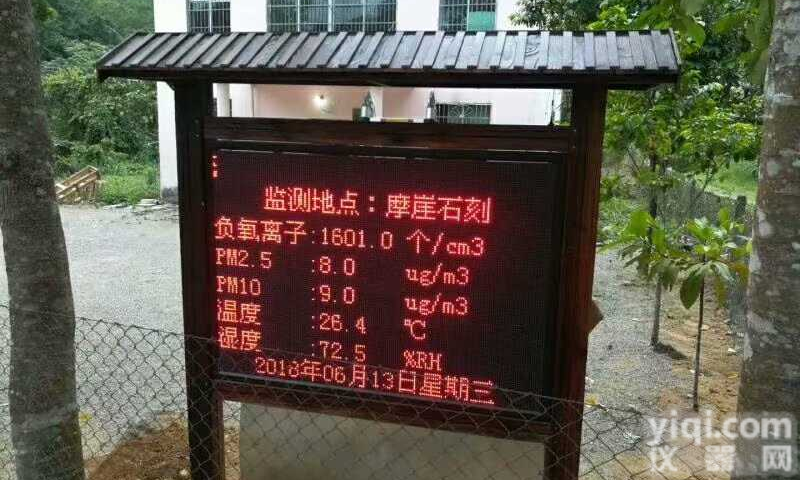 监测地点：摩崖石刻
负氧离子:1601.0 个/cm3
PM2.5 :8.0 ug/m3
PM10 :9.0 ug/m3
温度 :26.4 ℃
湿度 :72.5 %RH
2018年06月13日星期三
yiqi.com.cn
仪器网